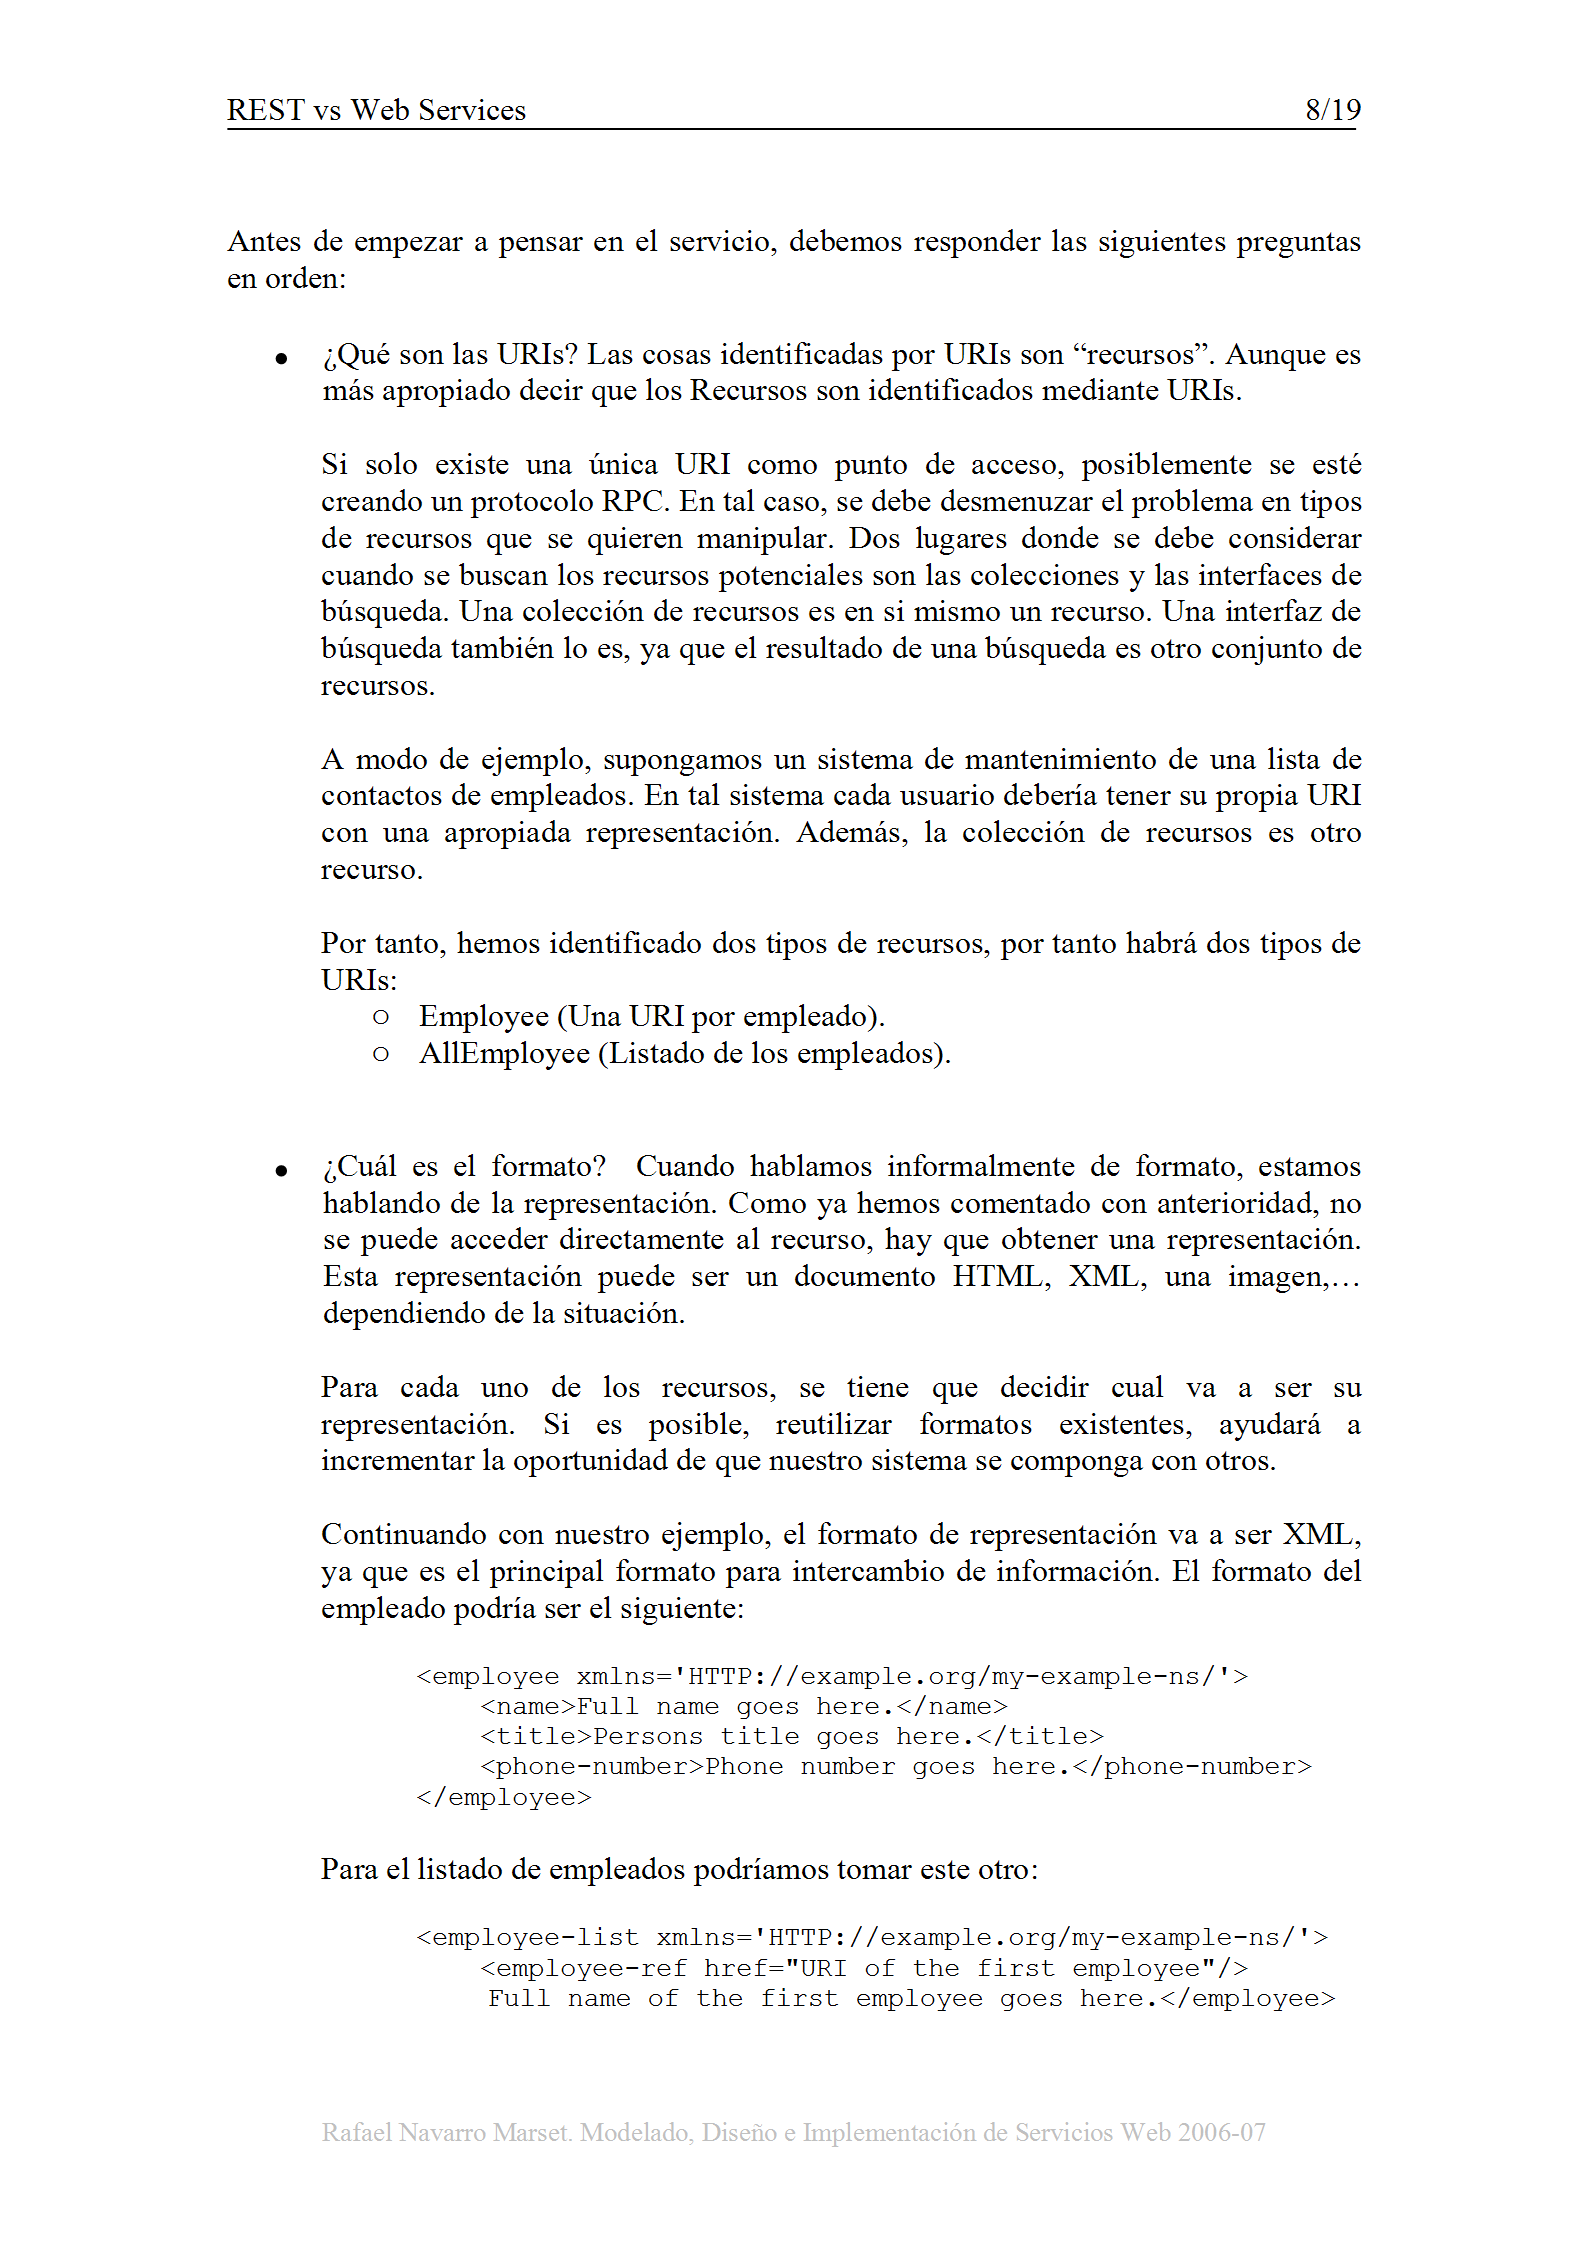 REST vs Web Services 8/19
Antes de empezar a pensar en el servicio, debemos responder las siguientes preguntas
en orden:
● ¿Qué son las URIs? Las cosas identificadas por URIs son “recursos”. Aunque es
más apropiado decir que los Recursos son identificados mediante URIs.
Si solo existe una única URI como punto de acceso, posiblemente se esté
creando un protocolo RPC. En tal caso, se debe desmenuzar el problema en tipos
de recursos que se quieren manipular. Dos lugares donde se debe considerar
cuando se buscan los recursos potenciales son las colecciones y las interfaces de
búsqueda. Una colección de recursos es en si mismo un recurso. Una interfaz de
búsqueda también lo es, ya que el resultado de una búsqueda es otro conjunto de
recursos.
A modo de ejemplo, supongamos un sistema de mantenimiento de una lista de
contactos de empleados. En tal sistema cada usuario debería tener su propia URI
con una apropiada representación. Además, la colección de recursos es otro
recurso.
Por tanto, hemos identificado dos tipos de recursos, por tanto habrá dos tipos de
URIs:
○ Employee (Una URI por empleado).
○ AllEmployee (Listado de los empleados).
● ¿Cuál es el formato? Cuando hablamos informalmente de formato, estamos
hablando de la representación. Como ya hemos comentado con anterioridad, no
se puede acceder directamente al recurso, hay que obtener una representación.
Esta representación puede ser un documento HTML, XML, una imagen,…
dependiendo de la situación.
Para cada uno de los recursos, se tiene que decidir cual va a ser su
representación. Si es posible, reutilizar formatos existentes, ayudará a
incrementar la oportunidad de que nuestro sistema se componga con otros.
Continuando con nuestro ejemplo, el formato de representación va a ser XML,
ya que es el principal formato para intercambio de información. El formato del
empleado podría ser el siguiente:
<employee xmlns='HTTP://example.org/my-example-ns/'>
<name>Full name goes here.</name>
<title>Persons title goes here.</title>
<phone-number>Phone number goes here.</phone-number>
</employee>
Para el listado de empleados podríamos tomar este otro:
<employee-list xmlns='HTTP://example.org/my-example-ns/'>
<employee-ref href="URI of the first employee"/>
Full name of the first employee goes here.</employee>
Rafael Navarro Marset. Modelado, Diseño e Implementación de Servicios Web 2006-07